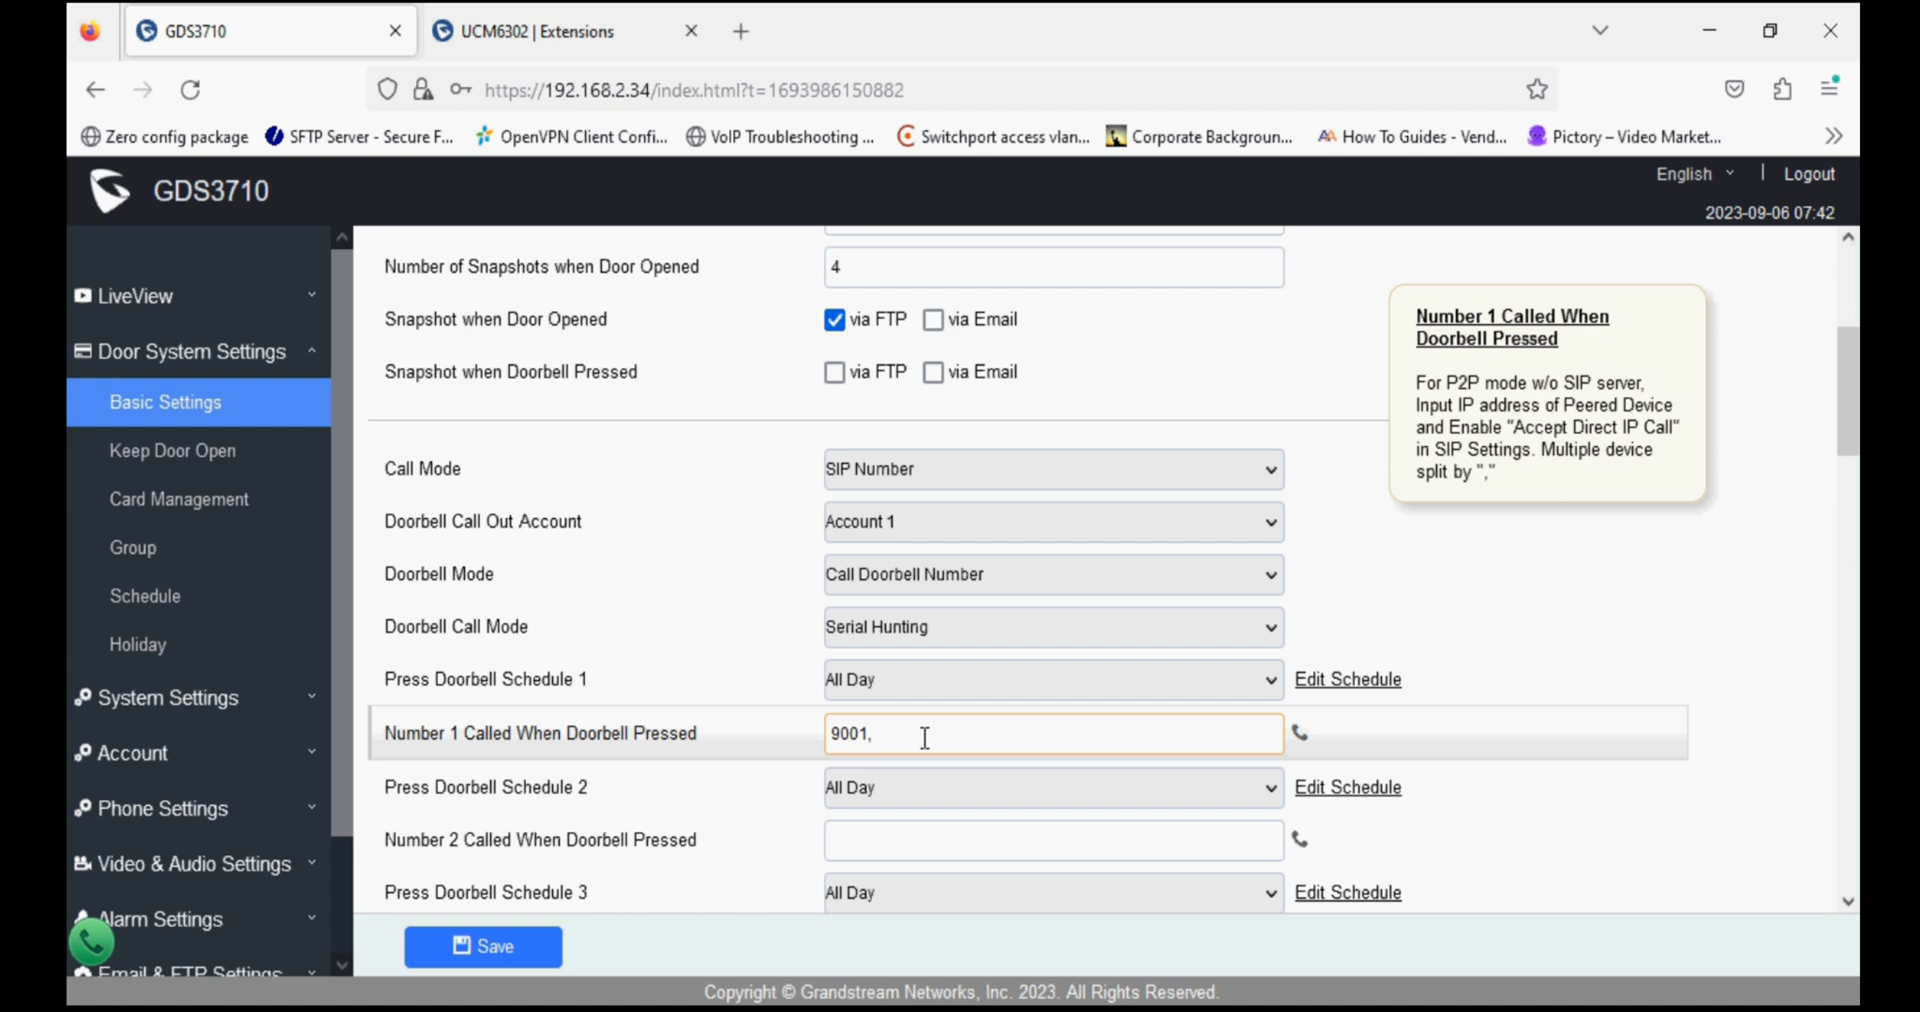 GDS3710
UCM6302 | Extensions
https://192.168.2.34/index.html?t=1693986150882
Zero config package SFTP Server - Secure F... OpenVPN Client Confi... VoIP Troubleshooting ... Switchport access vlan... Corporate Backgroun... How To Guides - Vend... Pictory – Video Market...
GDS3710
English | Logout
2023-09-06 07:42
LiveView
Door System Settings
Basic Settings
Keep Door Open
Card Management
Group
Schedule
Holiday
System Settings
Account
Phone Settings
Video & Audio Settings
Alarm Settings
Email & FTP Settings
Number of Snapshots when Door Opened 4
Snapshot when Door Opened via FTP via Email
Snapshot when Doorbell Pressed via FTP via Email
Call Mode SIP Number
Doorbell Call Out Account Account 1
Doorbell Mode Call Doorbell Number
Doorbell Call Mode Serial Hunting
Press Doorbell Schedule 1 All Day Edit Schedule
Number 1 Called When Doorbell Pressed 9001,
Press Doorbell Schedule 2 All Day Edit Schedule
Number 2 Called When Doorbell Pressed
Press Doorbell Schedule 3 All Day Edit Schedule
Number 1 Called When
Doorbell Pressed
For P2P mode w/o SIP server,
Input IP address of Peered Device
and Enable "Accept Direct IP Call"
in SIP Settings. Multiple device
split by ","
Save
Copyright © Grandstream Networks, Inc. 2023. All Rights Reserved.